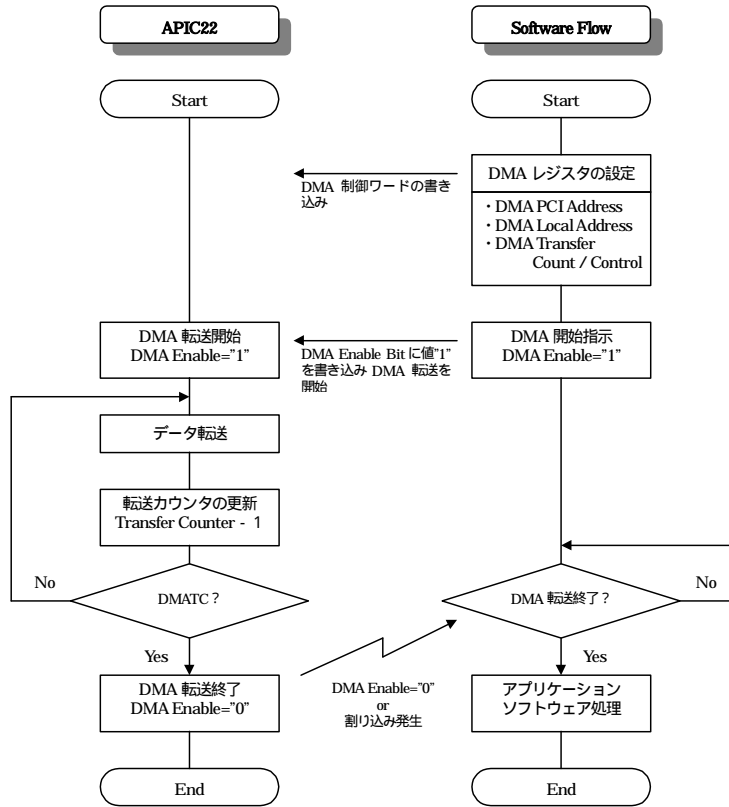 APIC22
Software Flow
Start
Start
DMA 制御ワードの書き
込み
DMA レジスタの設定
・DMA PCI Address
・DMA Local Address
・DMA Transfer
Count / Control
DMA 転送開始
DMA Enable="1"
DMA Enable Bit に値"1"
を書き込み DMA 転送を
開始
DMA 開始指示
DMA Enable="1"
データ転送
転送カウンタの更新
Transfer Counter - 1
No
DMATC？
Yes
DMA 転送終了？
No
Yes
DMA 転送終了
DMA Enable="0"
DMA Enable="0"
or
割り込み発生
アプリケーション
ソフトウェア処理
End
End